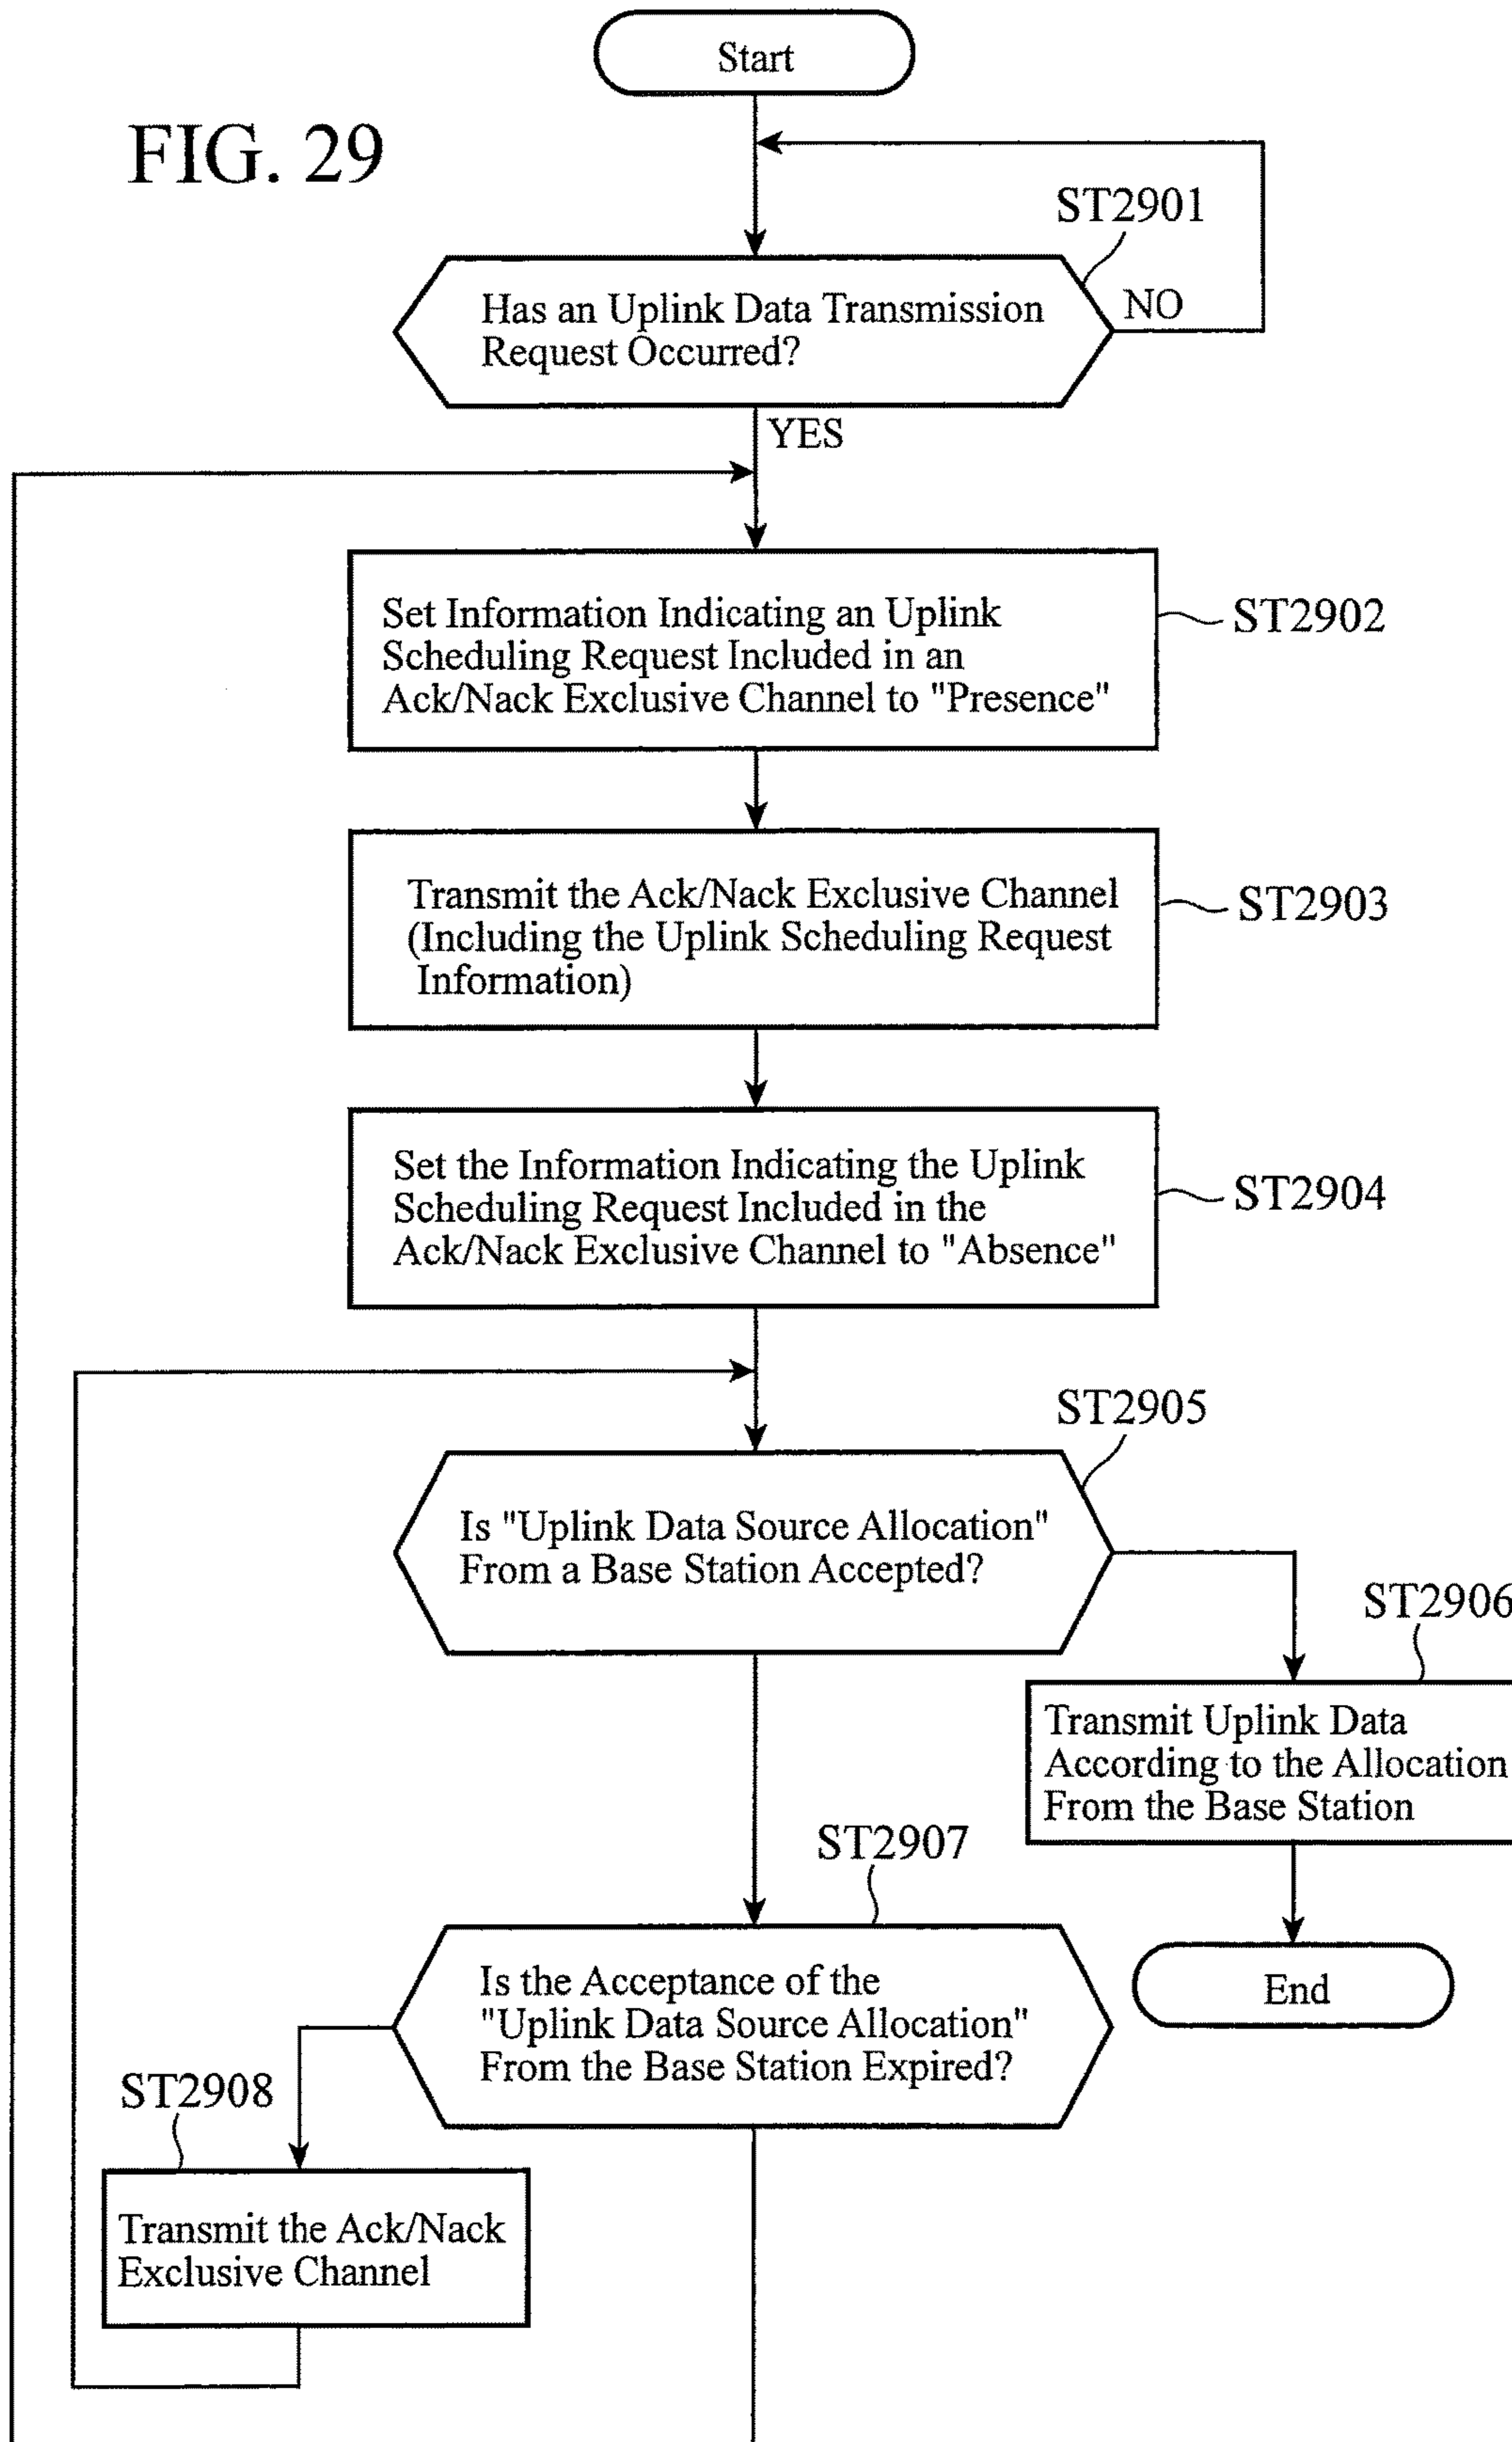 Start
FIG. 29
ST2901
Has an Uplink Data Transmission
Request Occurred?
NO
YES
Set Information Indicating an Uplink
Scheduling Request Included in an
Ack/Nack Exclusive Channel to "Presence"
ST2902
Transmit the Ack/Nack Exclusive Channel
(Including the Uplink Scheduling Request
Information)
ST2903
Set the Information Indicating the Uplink
Scheduling Request Included in the
Ack/Nack Exclusive Channel to "Absence"
ST2904
ST2905
Is "Uplink Data Source Allocation"
From a Base Station Accepted?
ST2906
Transmit Uplink Data
According to the Allocation
From the Base Station
ST2907
Is the Acceptance of the
"Uplink Data Source Allocation"
From the Base Station Expired?
End
ST2908
Transmit the Ack/Nack
Exclusive Channel